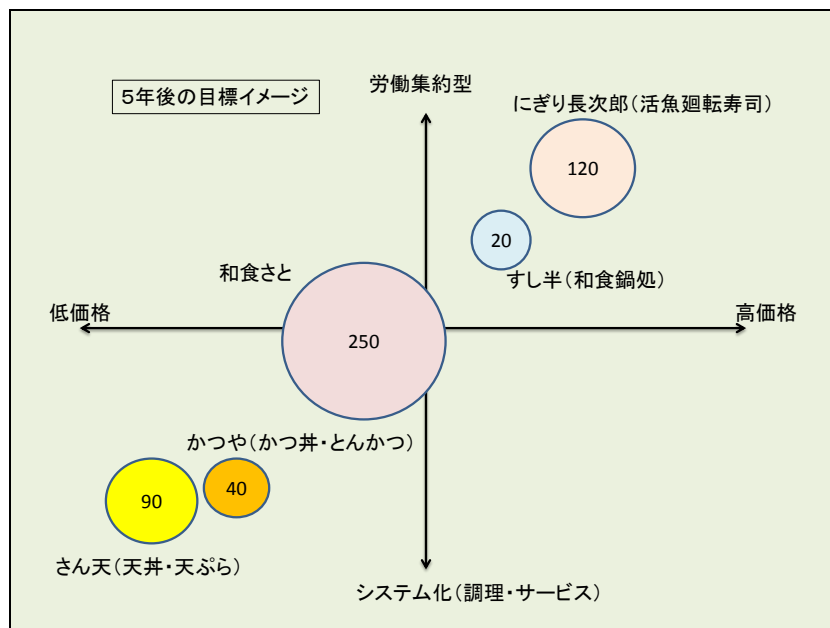 労働集約型
5年後の目標イメージ
にぎり長次郎(活魚廻転寿司)
120
20
和食さと
すし半(和食鍋処)
低価格
高価格
250
かつや(かつ丼・とんかつ)
40
90
さん天(天丼・天ぷら)
システム化(調理・サービス)